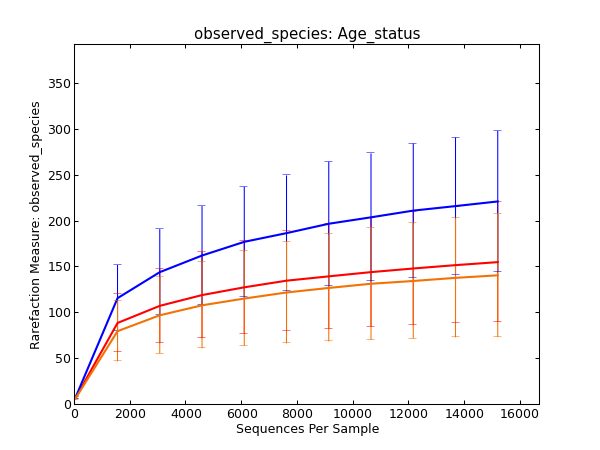 observed_species: Age_status
Rarefaction Measure: observed_species
350
300
250
200
150
100
50
0
0 2000 4000 6000 8000 10000 12000 14000 16000
Sequences Per Sample